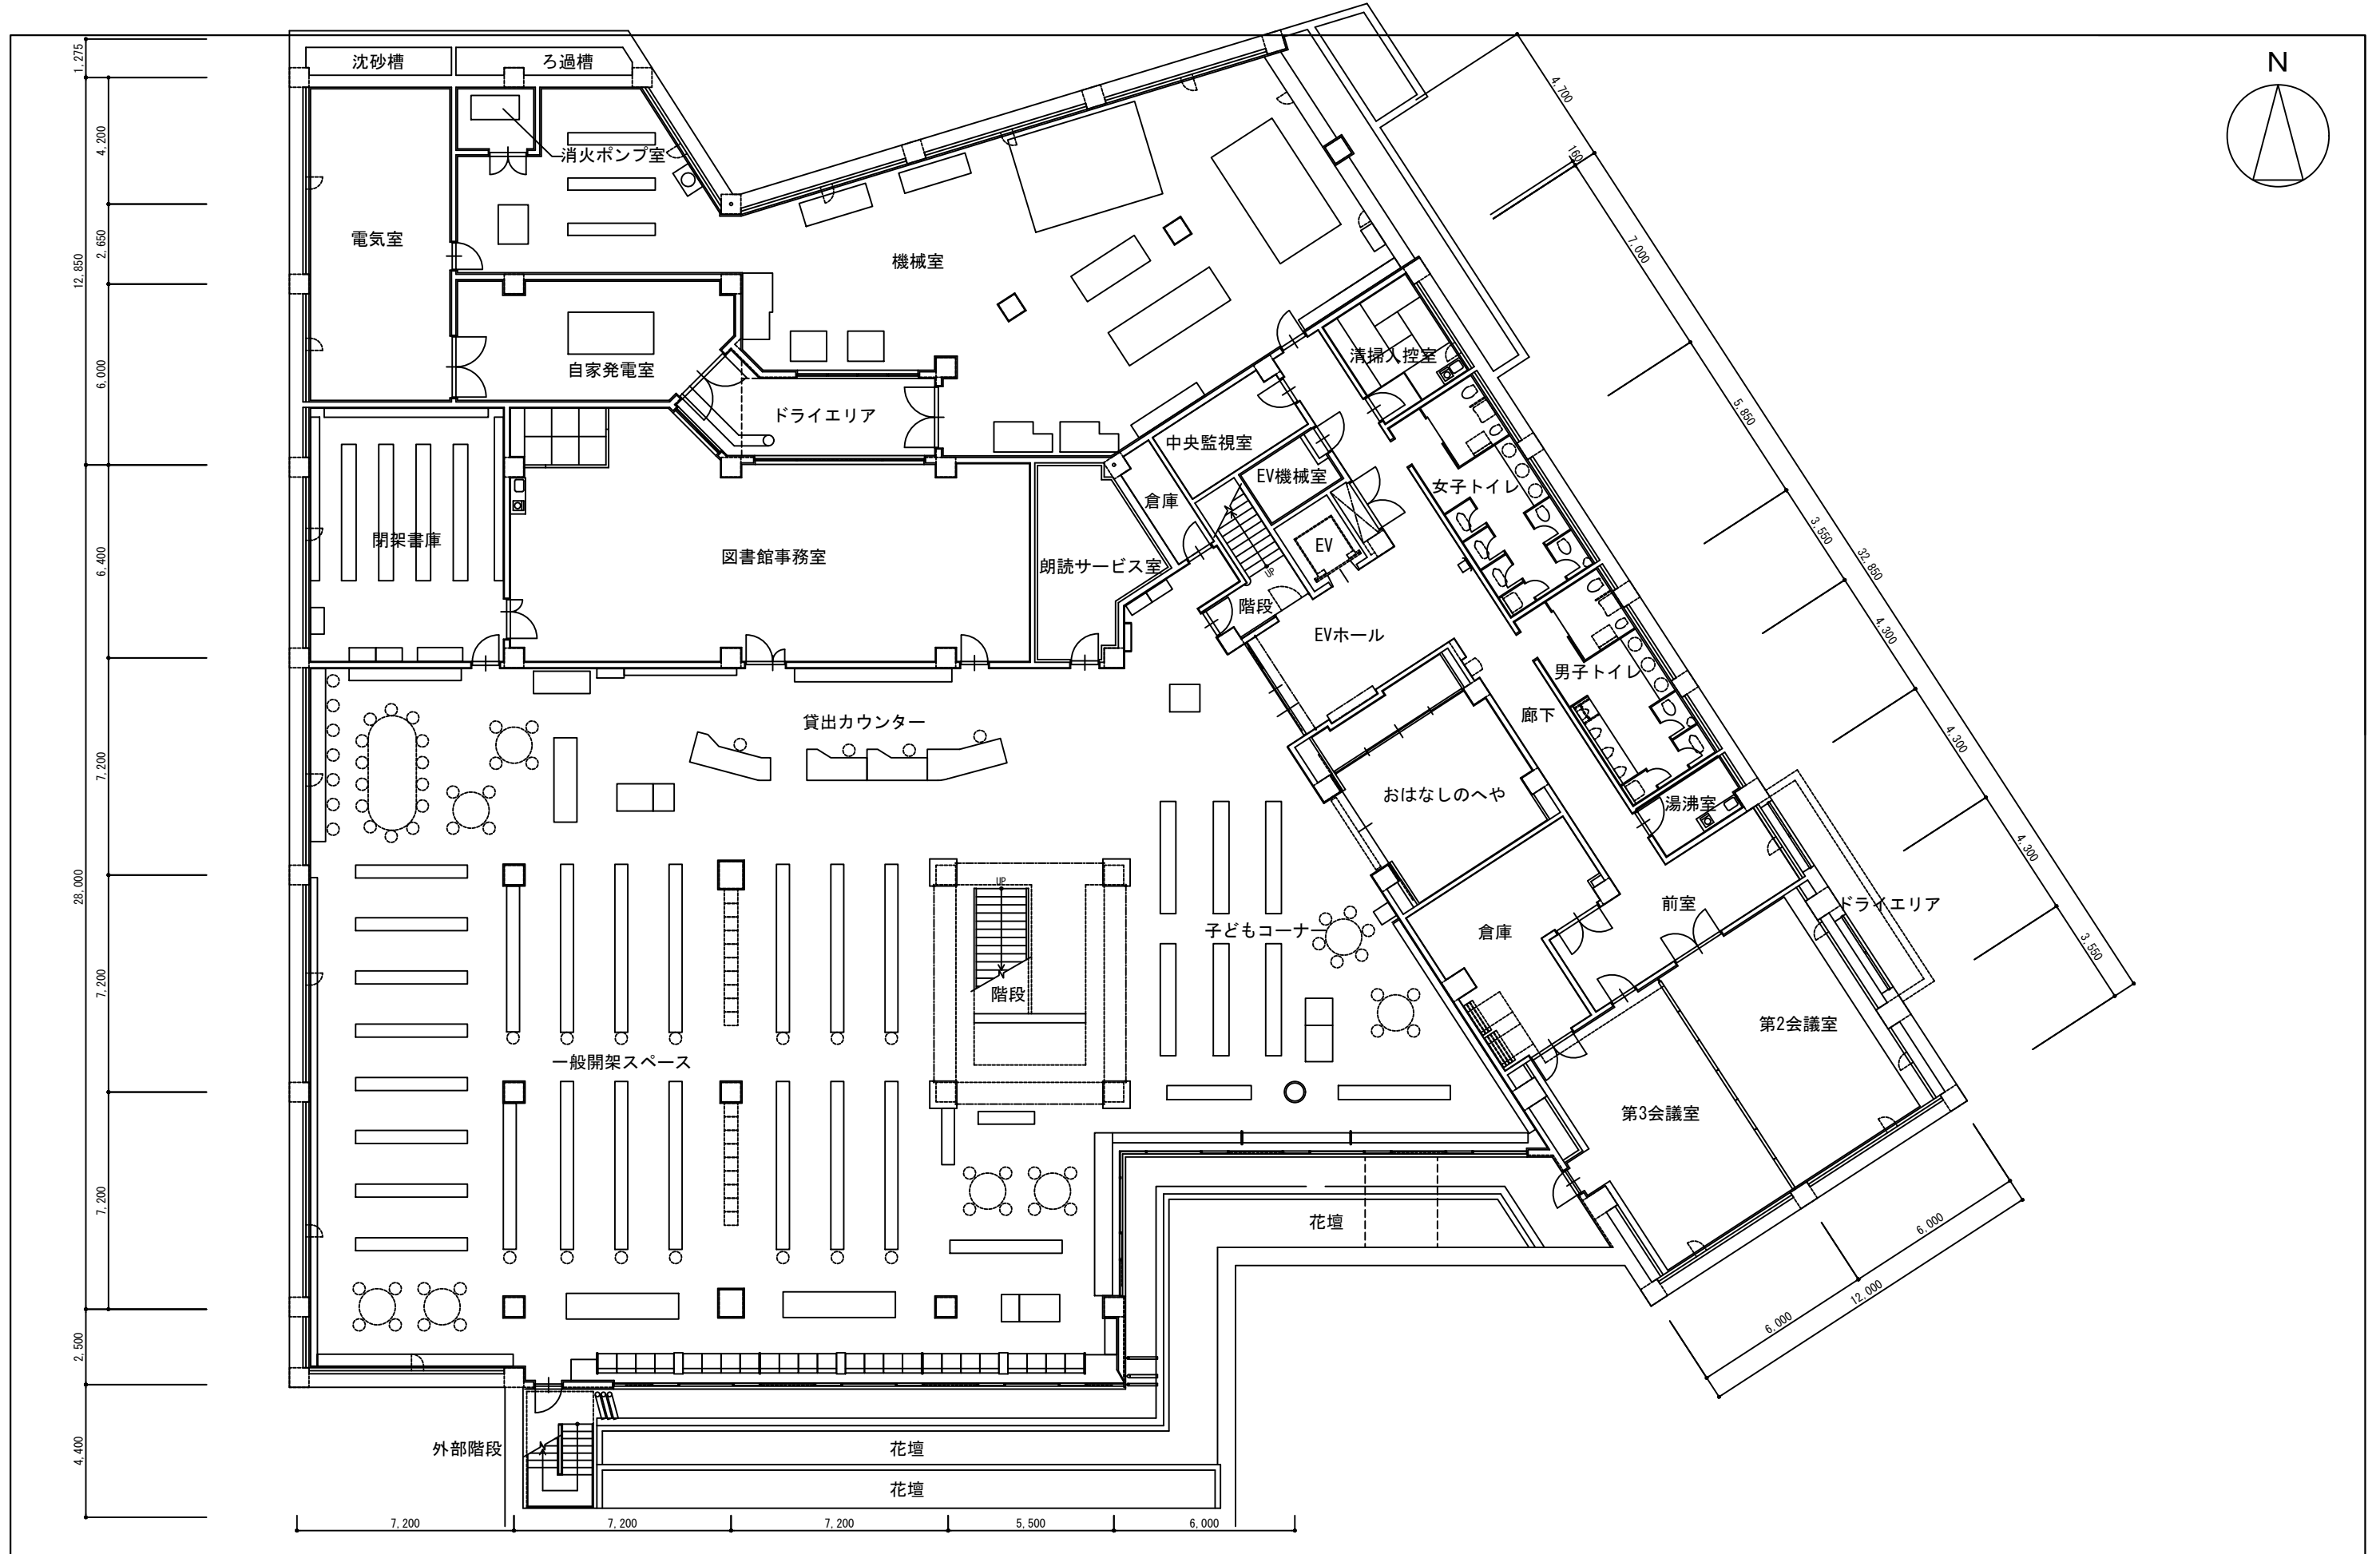 N
沈砂槽
ろ過槽
消火ポンプ室
電気室
機械室
自家発電室
ドライエリア
清掃人控室
中央監視室
EV機械室
倉庫
女子トイレ
閉架書庫
図書館事務室
朗読サービス室
EV
UP
階段
EVホール
男子トイレ
廊下
貸出カウンター
おはなしのへや
湯沸室
UP
階段
子どもコーナー
倉庫
前室
ドライエリア
一般開架スペース
第2会議室
第3会議室
花壇
外部階段
花壇
花壇
1,275
12,850
28,000
4,200
2,650
6,000
6,400
7,200
7,200
7,200
2,500
4,400
7,200
7,200
7,200
5,500
6,000
4,700
160
7,000
5,850
3,550
32,850
4,300
4,300
4,300
3,550
6,000
6,000
12,000